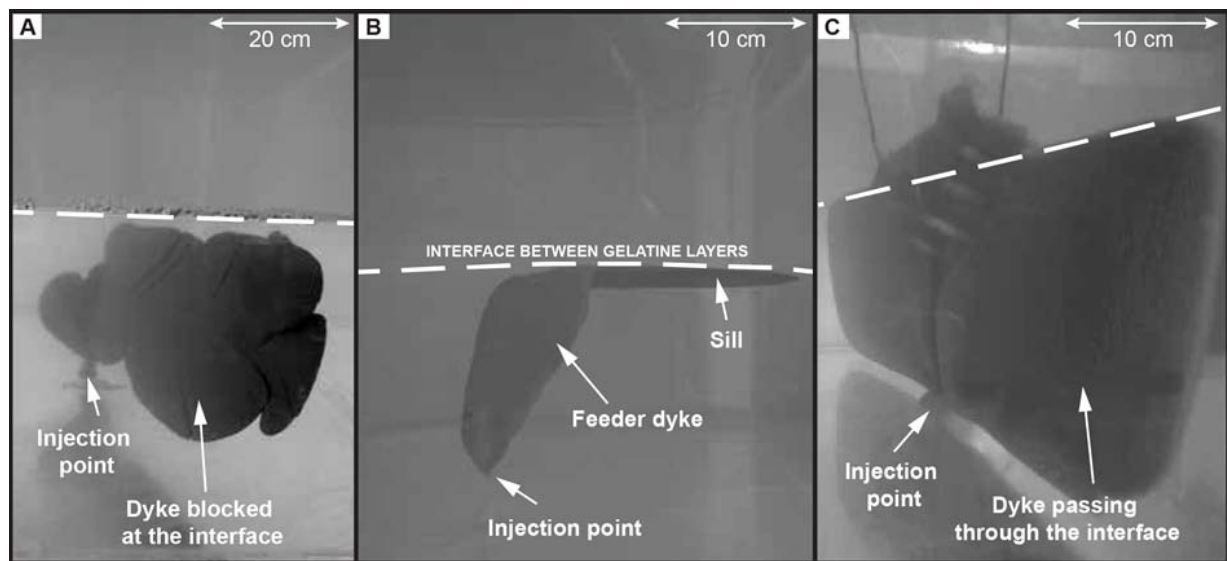 A
20 cm
Injection
point
Dyke blocked
at the interface
B
10 cm
INTERFACE BETWEEN GELATINE LAYERS
Sill
Feeder dyke
Injection point
C
10 cm
Injection
point
Dyke passing
through the interface